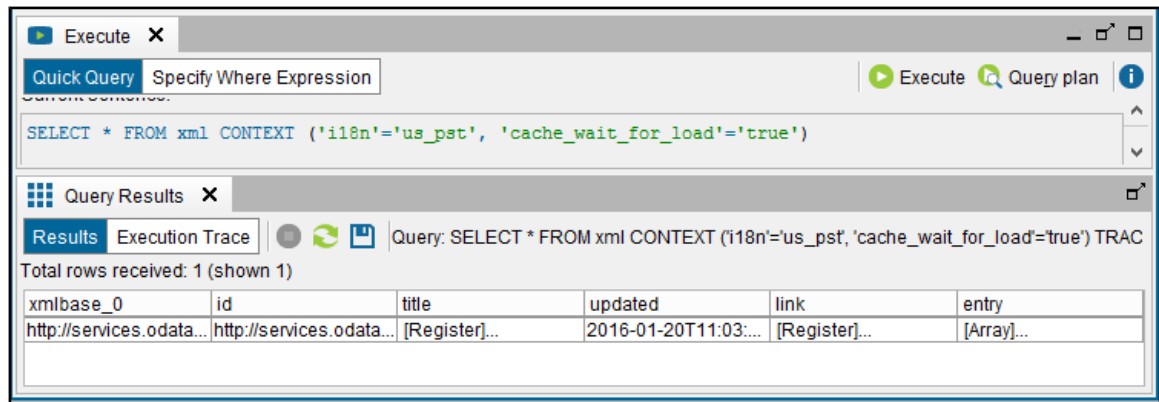 Execute
Quick Query Specify Where Expression Execute Query plan
Current sentence:
SELECT * FROM xml CONTEXT ('i18n'='us_pst', 'cache_wait_for_load'='true')
Query Results
Results Execution Trace Query: SELECT * FROM xml CONTEXT ('i18n'='us_pst', 'cache_wait_for_load'='true') TRAC
Total rows received: 1 (shown 1)
xmlbase_0 id title updated link entry
http://services.odata... http://services.odata... [Register]... 2016-01-20T11:03:... [Register]... [Array]...